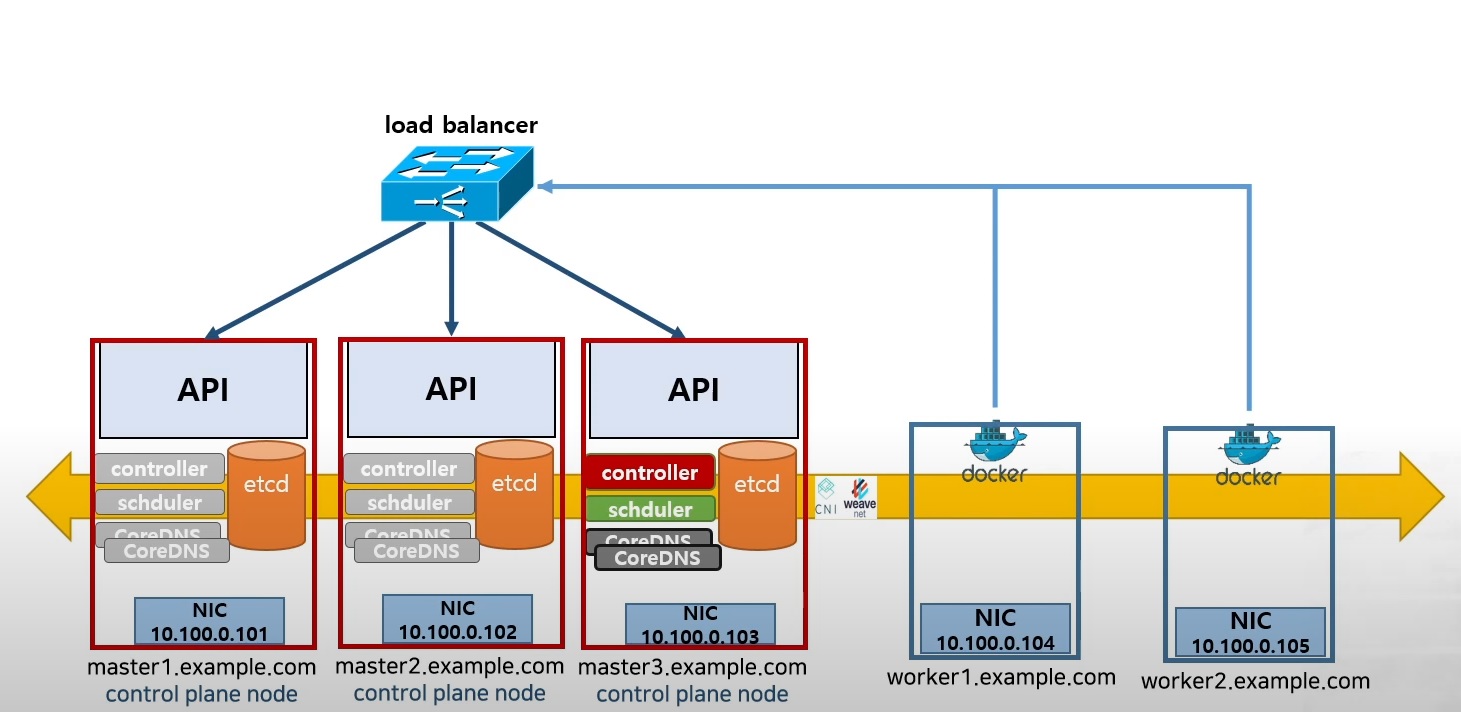 load balancer
API
controller
schduler
CoreDNS
CoreDNS
etcd
NIC
10.100.0.101
master1.example.com
control plane node
API
controller
schduler
CoreDNS
CoreDNS
etcd
NIC
10.100.0.102
master2.example.com
control plane node
API
controller
schduler
CoreDNS
CoreDNS
etcd
NIC
10.100.0.103
master3.example.com
control plane node
CNI
weave
net
docker
NIC
10.100.0.104
worker1.example.com
docker
NIC
10.100.0.105
worker2.example.com